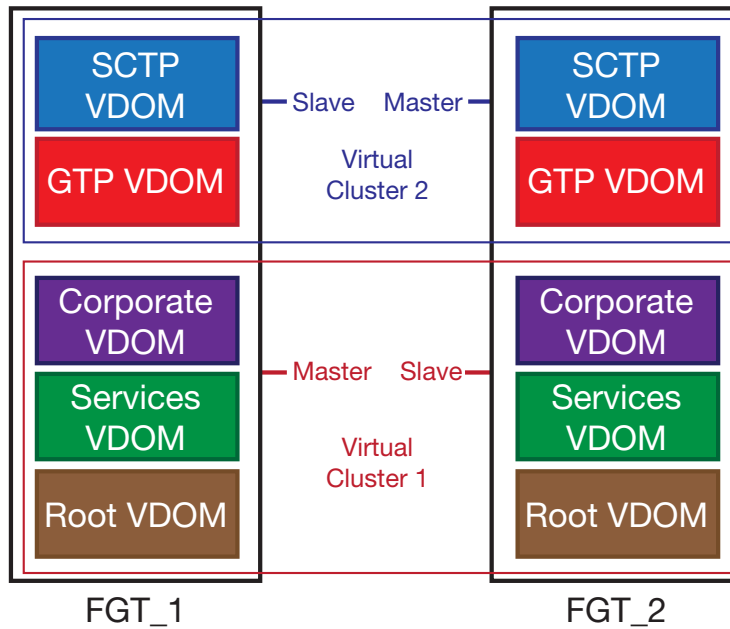 SCTP
VDOM
GTP VDOM
Slave Master
Virtual
Cluster 2
SCTP
VDOM
GTP VDOM
Corporate
VDOM
Services
VDOM
Root VDOM
Master Slave
Virtual
Cluster 1
Corporate
VDOM
Services
VDOM
Root VDOM
FGT_1
FGT_2